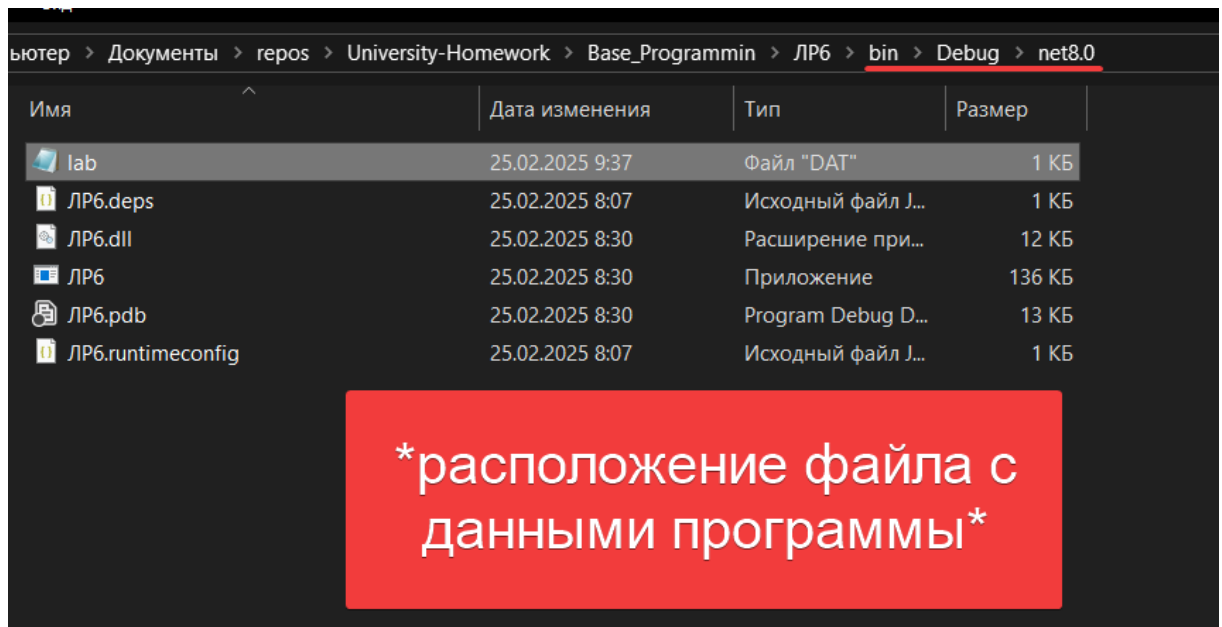 ьютер > Документы > repos > University-Homework > Base_Programmin > ЛР6 > bin > Debug > net8.0
Имя Дата изменения Тип Размер
lab 25.02.2025 9:37 Файл "DAT" 1 КБ
ЛР6.deps 25.02.2025 8:07 Исходный файл J... 1 КБ
ЛР6.dll 25.02.2025 8:30 Расширение при... 12 КБ
ЛР6 25.02.2025 8:30 Приложение 136 КБ
ЛР6.pdb 25.02.2025 8:30 Program Debug D... 13 КБ
ЛР6.runtimeconfig 25.02.2025 8:07 Исходный файл J... 1 КБ
*расположение файла с
данными программы*